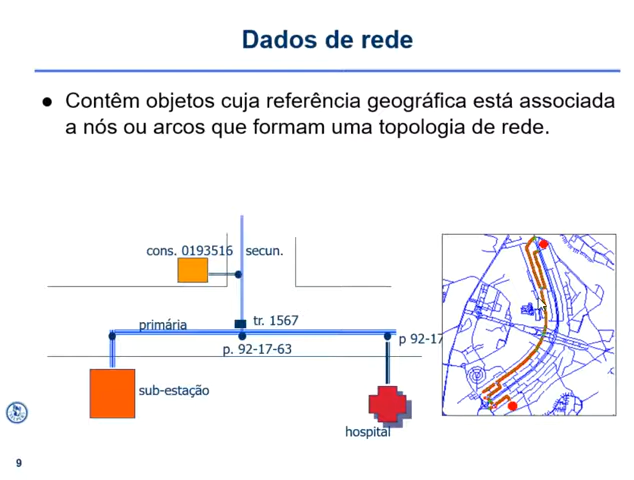 Dados de rede
● Contêm objetos cuja referência geográfica está associada
a nós ou arcos que formam uma topologia de rede.
cons. 0193516 secun.
tr. 1567
primária
p. 92-17-63
p 92-17
sub-estação
hospital
9